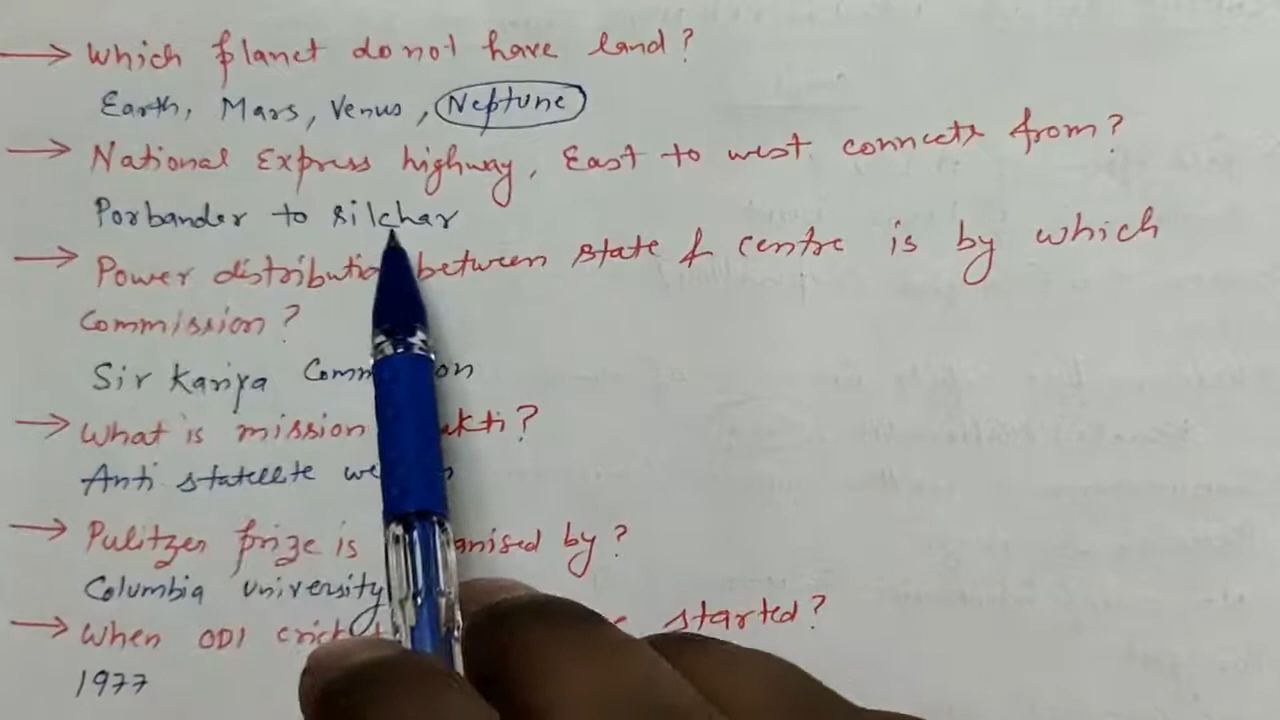 → Which planet do not have land?
Earth, Mars, Venus, Neptune
→ National Express highway, East to west connects from?
Porbander to silchar
→ Power between state & centre is by which
Commission?
Sir Kariya
→ What is mission
Anti statellte
→ Pulitzer prize is by?
Columbia university
→ When ODI started?
1977